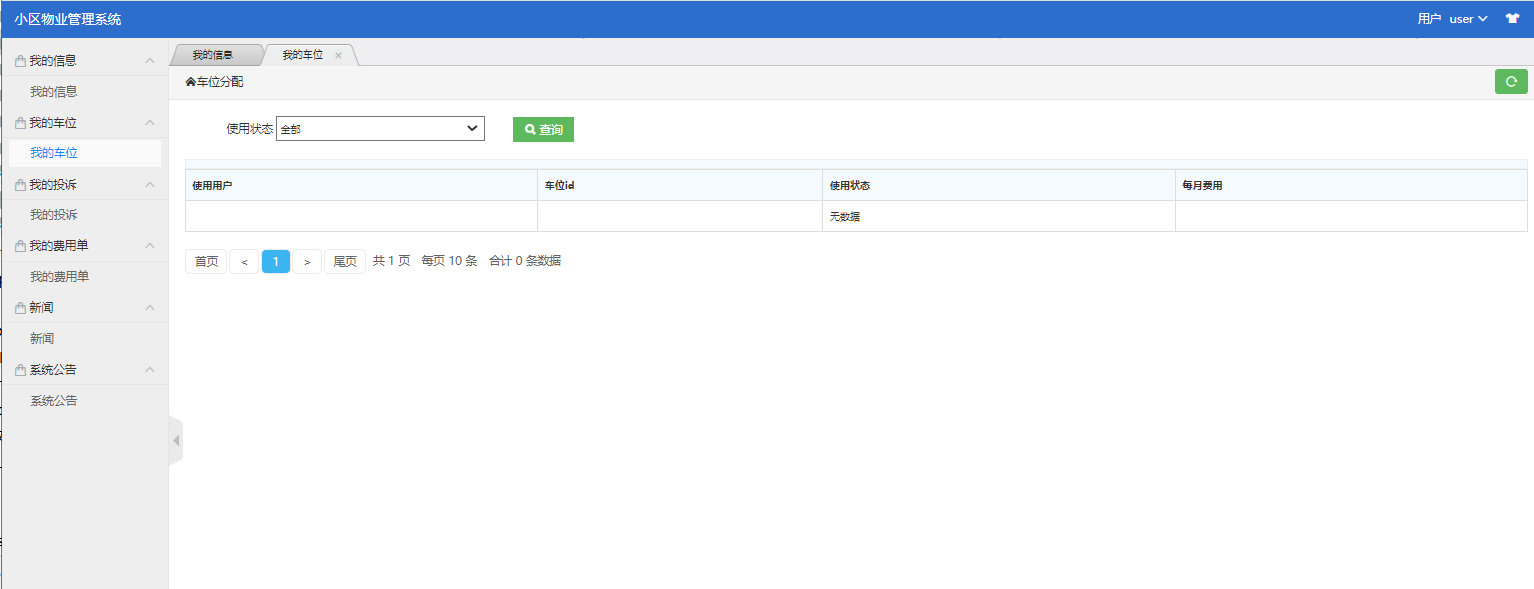 小区物业管理系统
用户 user
我的信息
我的信息
我的车位
我的车位
我的投诉
我的投诉
我的费用单
我的费用单
新闻
新闻
系统公告
系统公告
我的信息 我的车位 ×
车位分配
使用状态 全部 查询
使用用户 车位id 使用状态 每月费用
无数据
首页 < 1 > 尾页 共 1 页 每页 10 条 合计 0 条数据